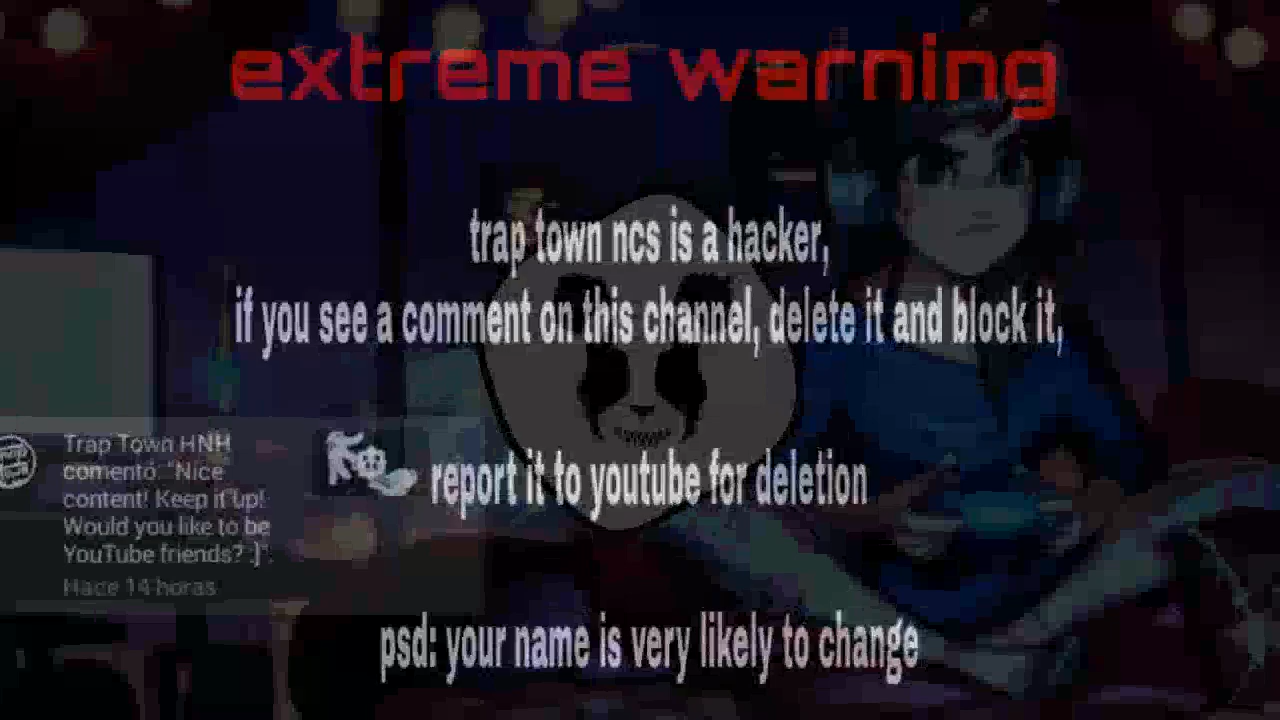 extreme warning
trap town ncs is a hacker,
if you see a comment on this channel, delete it and block it,
Trap Town HNH
comentó: "Nice
content! Keep it up!
Would you like to be
YouTube friends? :]".
Hace 14 horas
report it to youtube for deletion
psd: your name is very likely to change